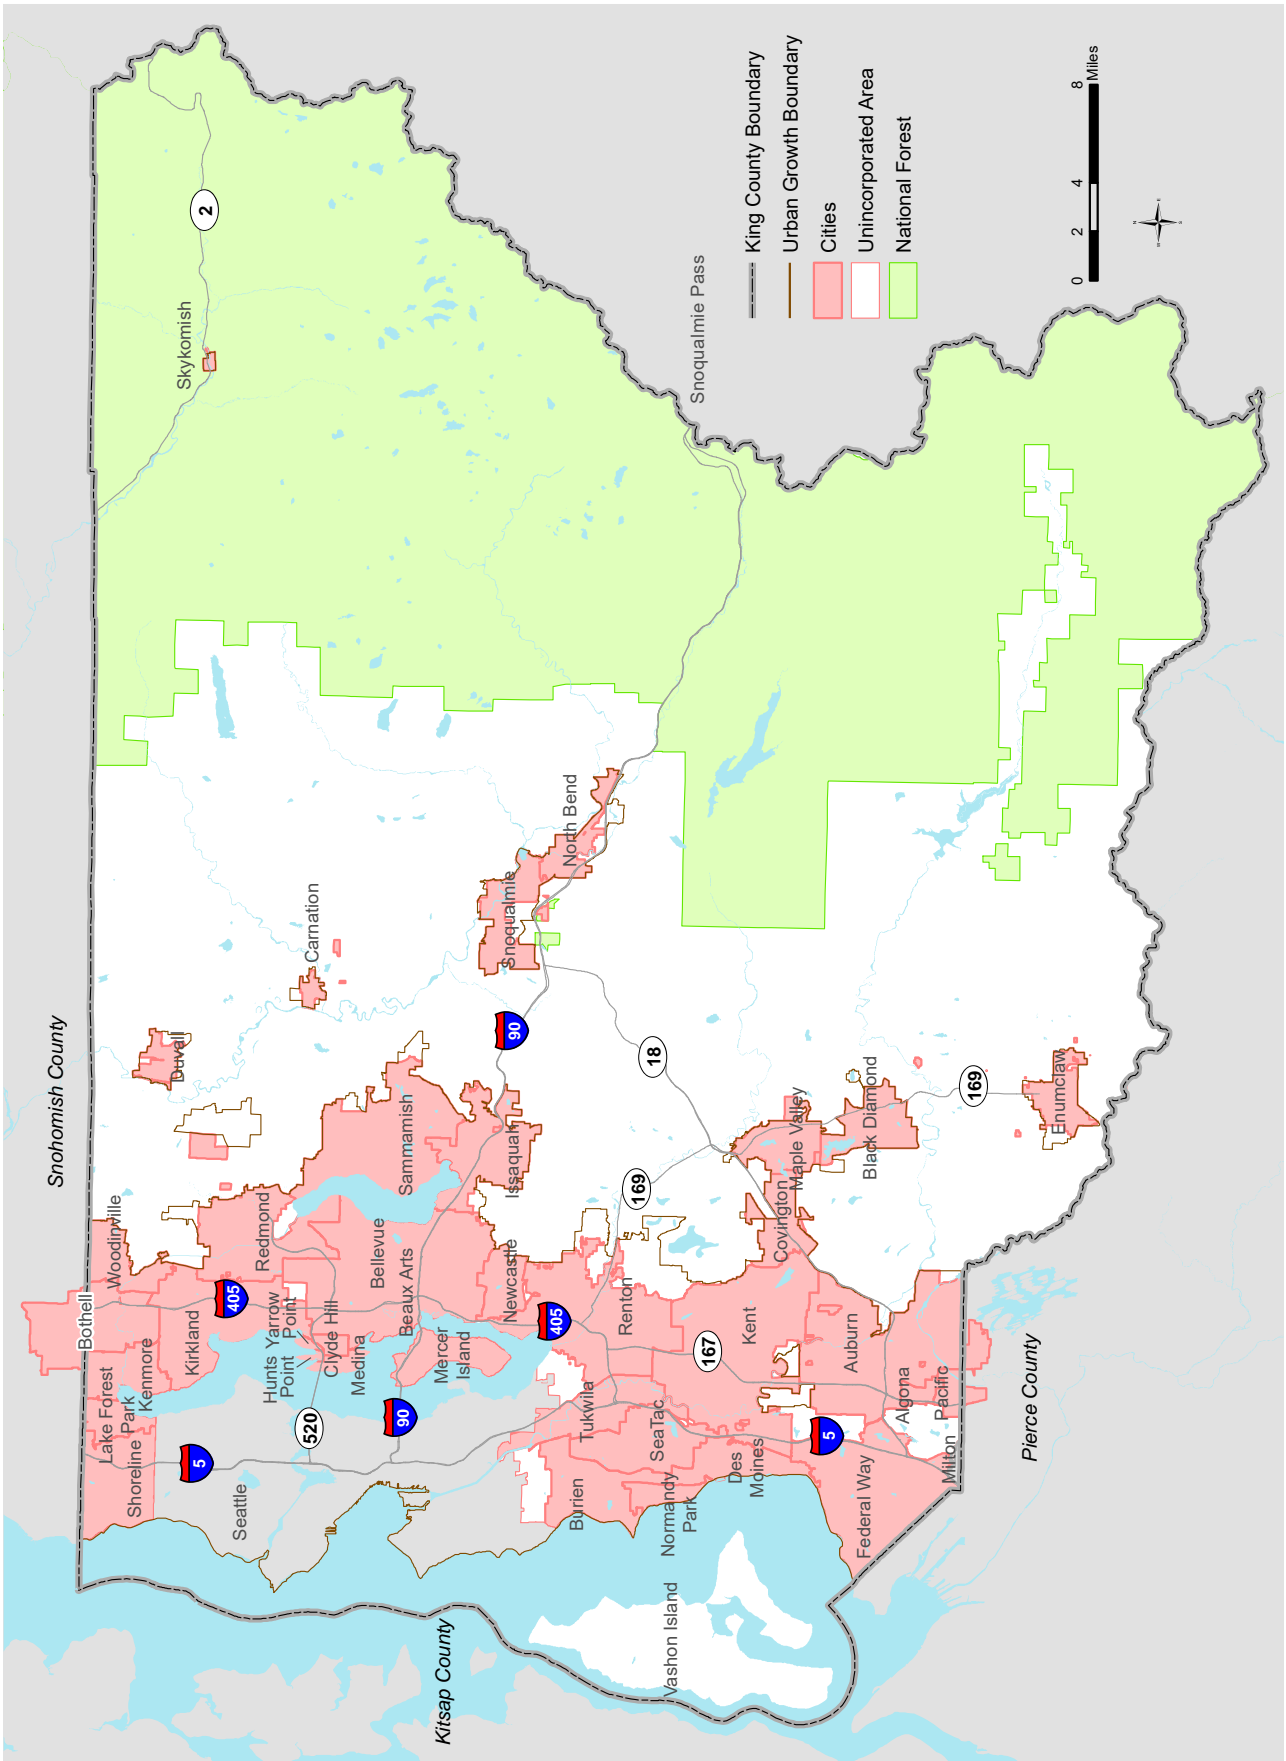 Snohomish County
Bothell
Woodinville
Duvall
Skykomish
2
Lake Forest
Park
Kenmore
Shoreline
Kirkland
405
Redmond
Carnation
5
Seattle
520
Hunts
Point
Yarrow
Point
Clyde Hill
Medina
Bellevue
Beaux Arts
Sammamish
90
Mercer
Island
Newcastle
Issaquah
90
Snoqualmie
North Bend
Snoqualmie Pass
Kitsap County
405
Renton
169
18
Burien
Tukwila
SeaTac
Normandy
Park
Des
Moines
167
Kent
Covington
Maple Valley
Black Diamond
169
Enumclaw
Vashon Island
5
Federal Way
Auburn
Algona
Pacific
Milton
Pierce County
King County Boundary
Urban Growth Boundary
Cities
Unincorporated Area
National Forest
0
2
4
8
Miles